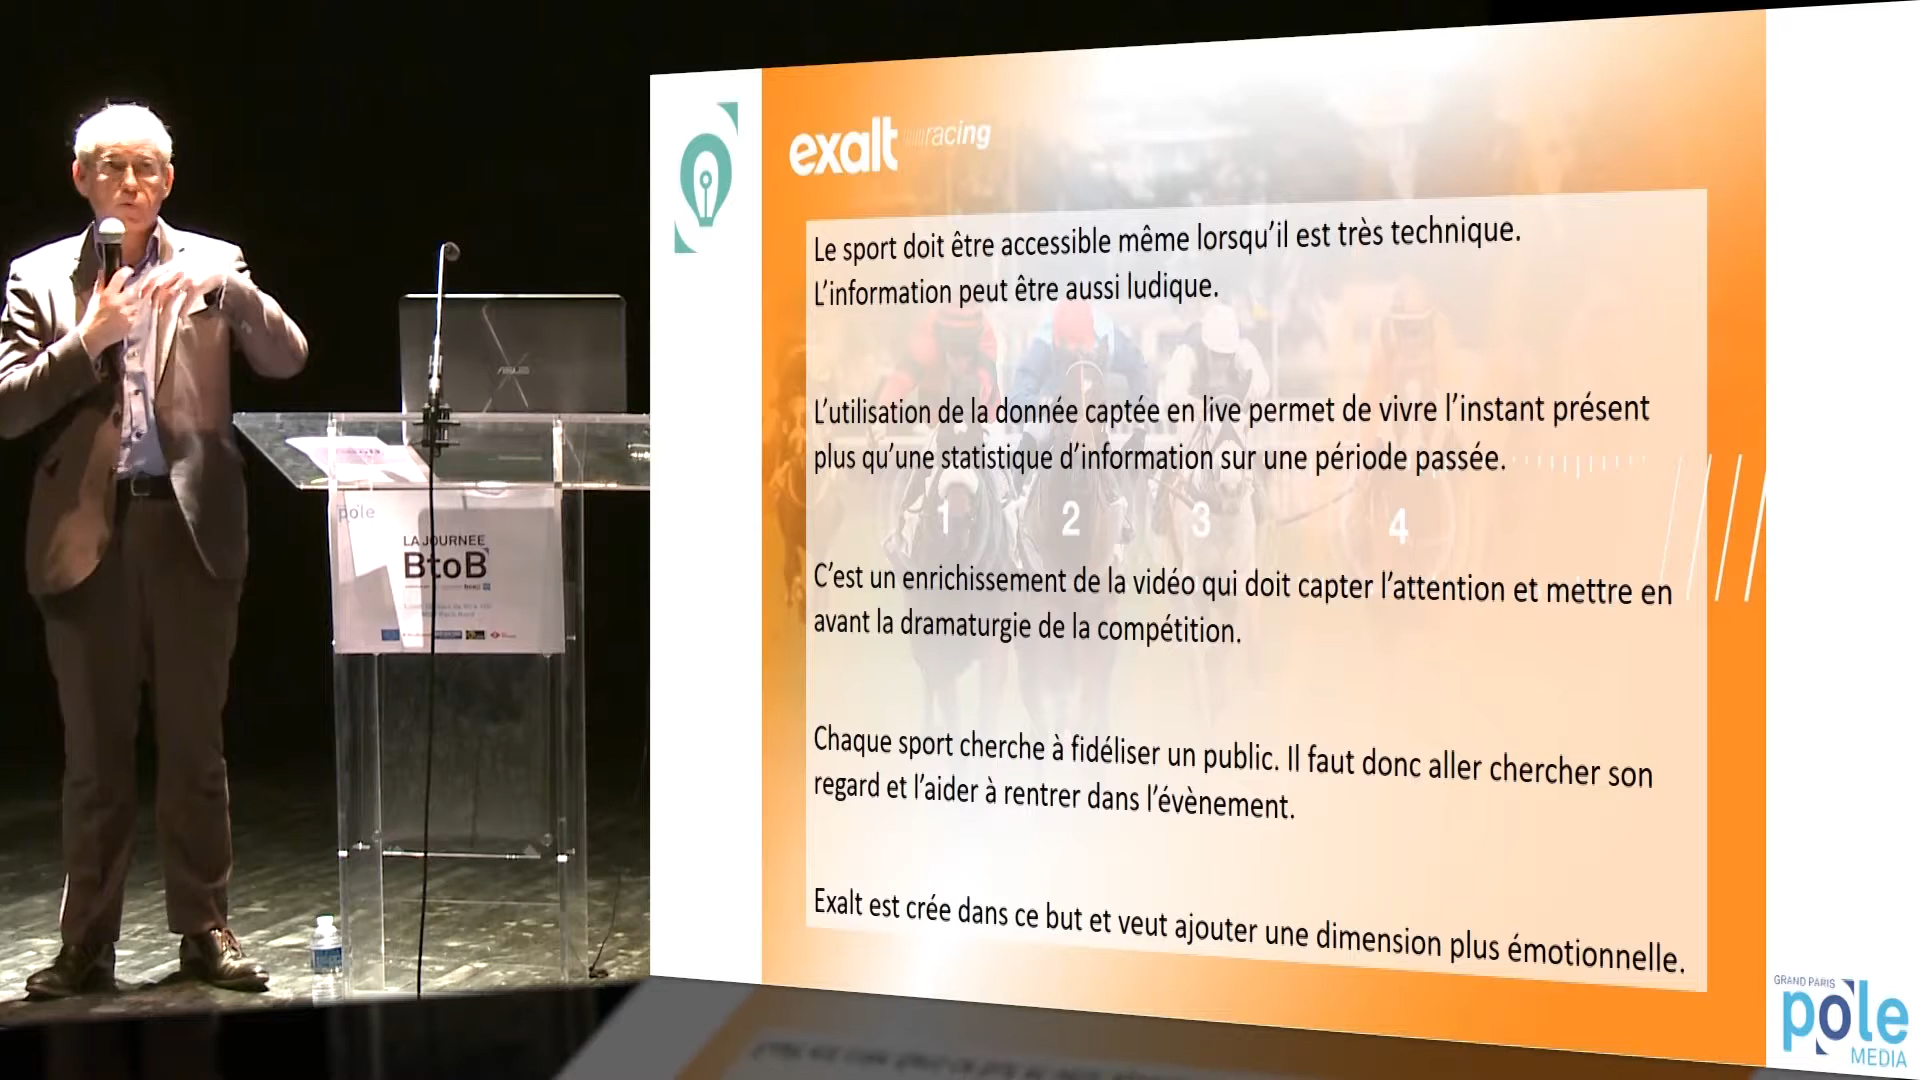 exalt racing
Le sport doit être accessible même lorsqu'il est très technique.
L'information peut être aussi ludique.
L'utilisation de la donnée captée en live permet de vivre l'instant présent
plus qu'une statistique d'information sur une période passée.
1 2 3 4
C'est un enrichissement de la vidéo qui doit capter l'attention et mettre en
avant la dramaturgie de la compétition.
Chaque sport cherche à fidéliser un public. Il faut donc aller chercher son
regard et l'aider à rentrer dans l'évènement.
Exalt est crée dans ce but et veut ajouter une dimension plus émotionnelle.
ASUS
pole
LA JOURNEE
BtoB
GRAND PARIS
pole
MEDIA